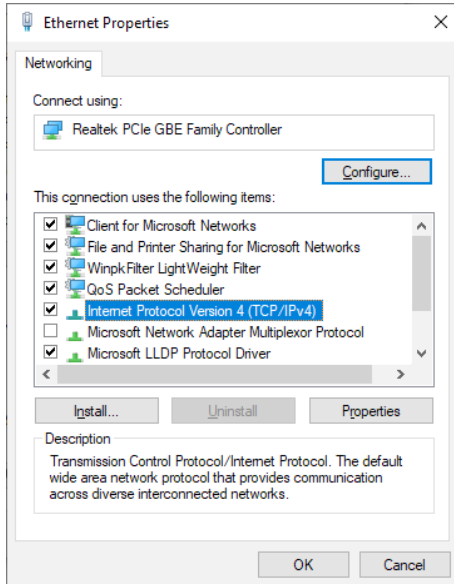 Ethernet Properties
Networking
Connect using:
Realtek PCIe GBE Family Controller
Configure...
This connection uses the following items:
Client for Microsoft Networks
File and Printer Sharing for Microsoft Networks
WinpkFilter LightWeight Filter
QoS Packet Scheduler
Internet Protocol Version 4 (TCP/IPv4)
Microsoft Network Adapter Multiplexor Protocol
Microsoft LLDP Protocol Driver
Install...
Uninstall
Properties
Description
Transmission Control Protocol/Internet Protocol. The default
wide area network protocol that provides communication
across diverse interconnected networks.
OK
Cancel